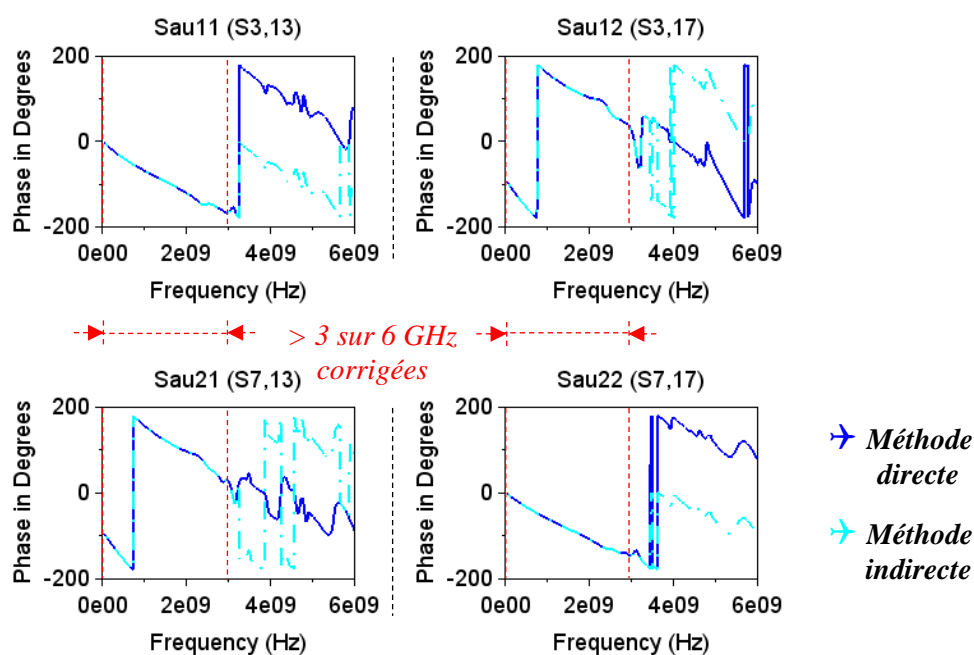 Sau11 (S3,13)
Phase in Degrees
200
0
-200
0e00 2e09 4e09 6e09
Frequency (Hz)
Sau12 (S3,17)
Phase in Degrees
200
0
-200
0e00 2e09 4e09 6e09
Frequency (Hz)
> 3 sur 6 GHz
corrigées
Sau21 (S7,13)
Phase in Degrees
200
0
-200
0e00 2e09 4e09 6e09
Frequency (Hz)
Sau22 (S7,17)
Phase in Degrees
200
0
-200
0e00 2e09 4e09 6e09
Frequency (Hz)
Méthode
directe
Méthode
indirecte